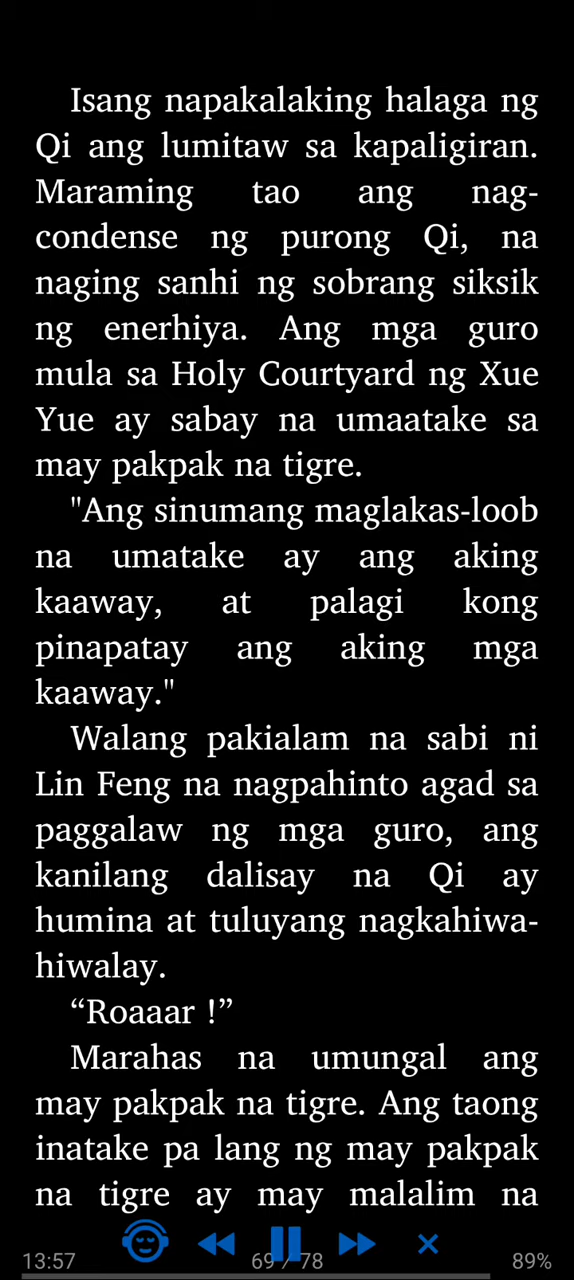 Isang napakalaking halaga ng
Qi ang lumitaw sa kapaligiran.
Maraming tao ang nag-
condense ng purong Qi, na
naging sanhi ng sobrang siksik
ng enerhiya. Ang mga guro
mula sa Holy Courtyard ng Xue
Yue ay sabay na umaatake sa
may pakpak na tigre.
"Ang sinumang maglakas-loob
na umatake ay ang aking
kaaway, at palagi kong
pinapatay ang aking mga
kaaway."
Walang pakialam na sabi ni
Lin Feng na nagpahinto agad sa
paggalaw ng mga guro, ang
kanilang dalisay na Qi ay
humina at tuluyang nagkahiwa-
hiwalay.
“Roaaar !”
Marahas na umungal ang
may pakpak na tigre. Ang taong
inatake pa lang ng may pakpak
na tigre ay may malalim na
13:57 69 / 78 89%